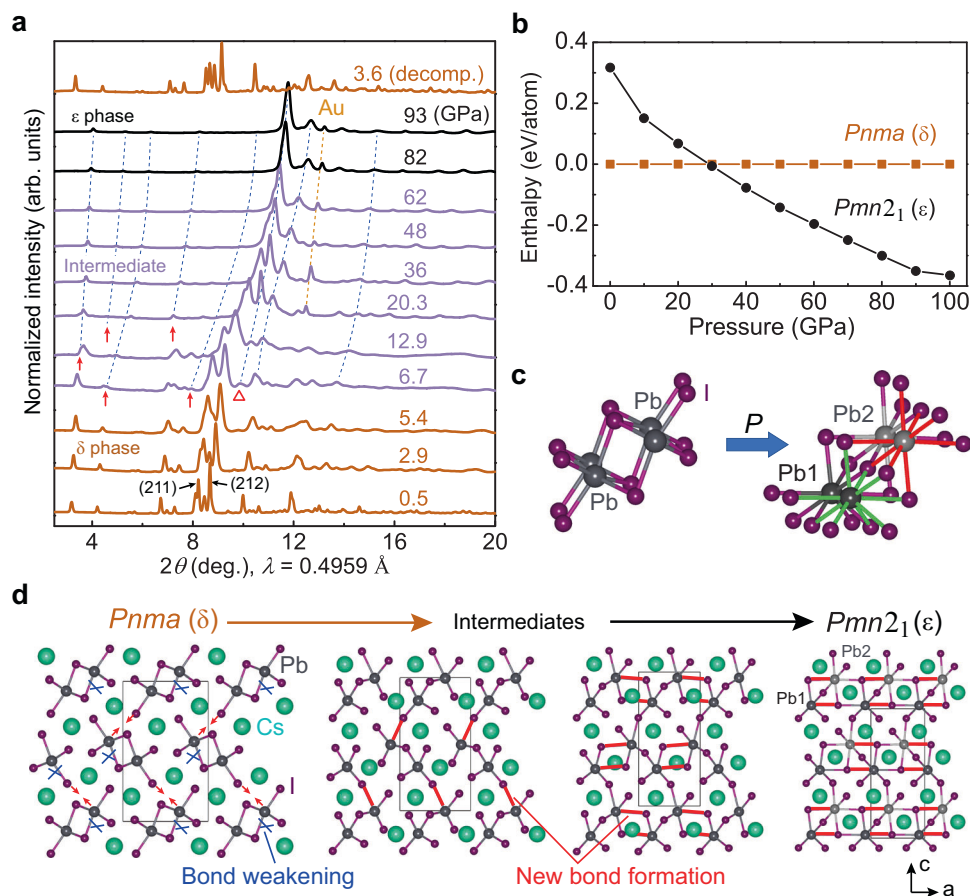 a
Normalized intensity (arb. units)
3.6 (decomp.)
Au
ε phase
93 (GPa)
82
62
48
Intermediate
36
20.3
12.9
6.7
5.4
δ phase
2.9
(211)
(212)
0.5
4 8 12 16 20
2θ (deg.), λ = 0.4959 Å
b
Enthalpy (eV/atom)
0.4
0.2
0.0
-0.2
-0.4
Pnma (δ)
Pmn2₁ (ε)
0 20 40 60 80 100
Pressure (GPa)
c
Pb
I
Pb
P
Pb2
Pb1
d
Pnma (δ)
Intermediates
Pmn2₁(ε)
Pb
Cs
I
Pb2
Pb1
Bond weakening
New bond formation
c
a